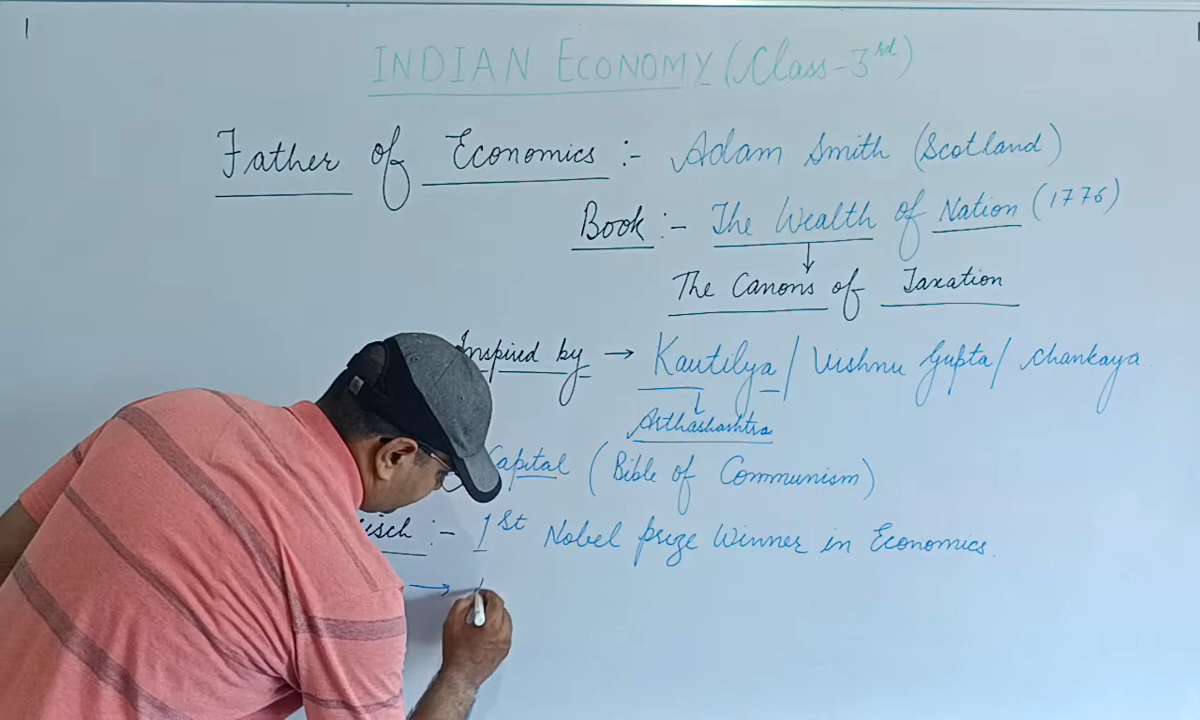 INDIAN ECONOMY (Class-3rd)
Father of Economics :- Adam Smith (Scotland)
Book :- The Wealth of Nation (1776)
The Canons of Taxation
Inspired by → Kautilya / Vishnu Gupta / Chankaya
Arthashashtra
Capital (Bible of Communism)
isch :- 1st Nobel prize Winner in Economics.